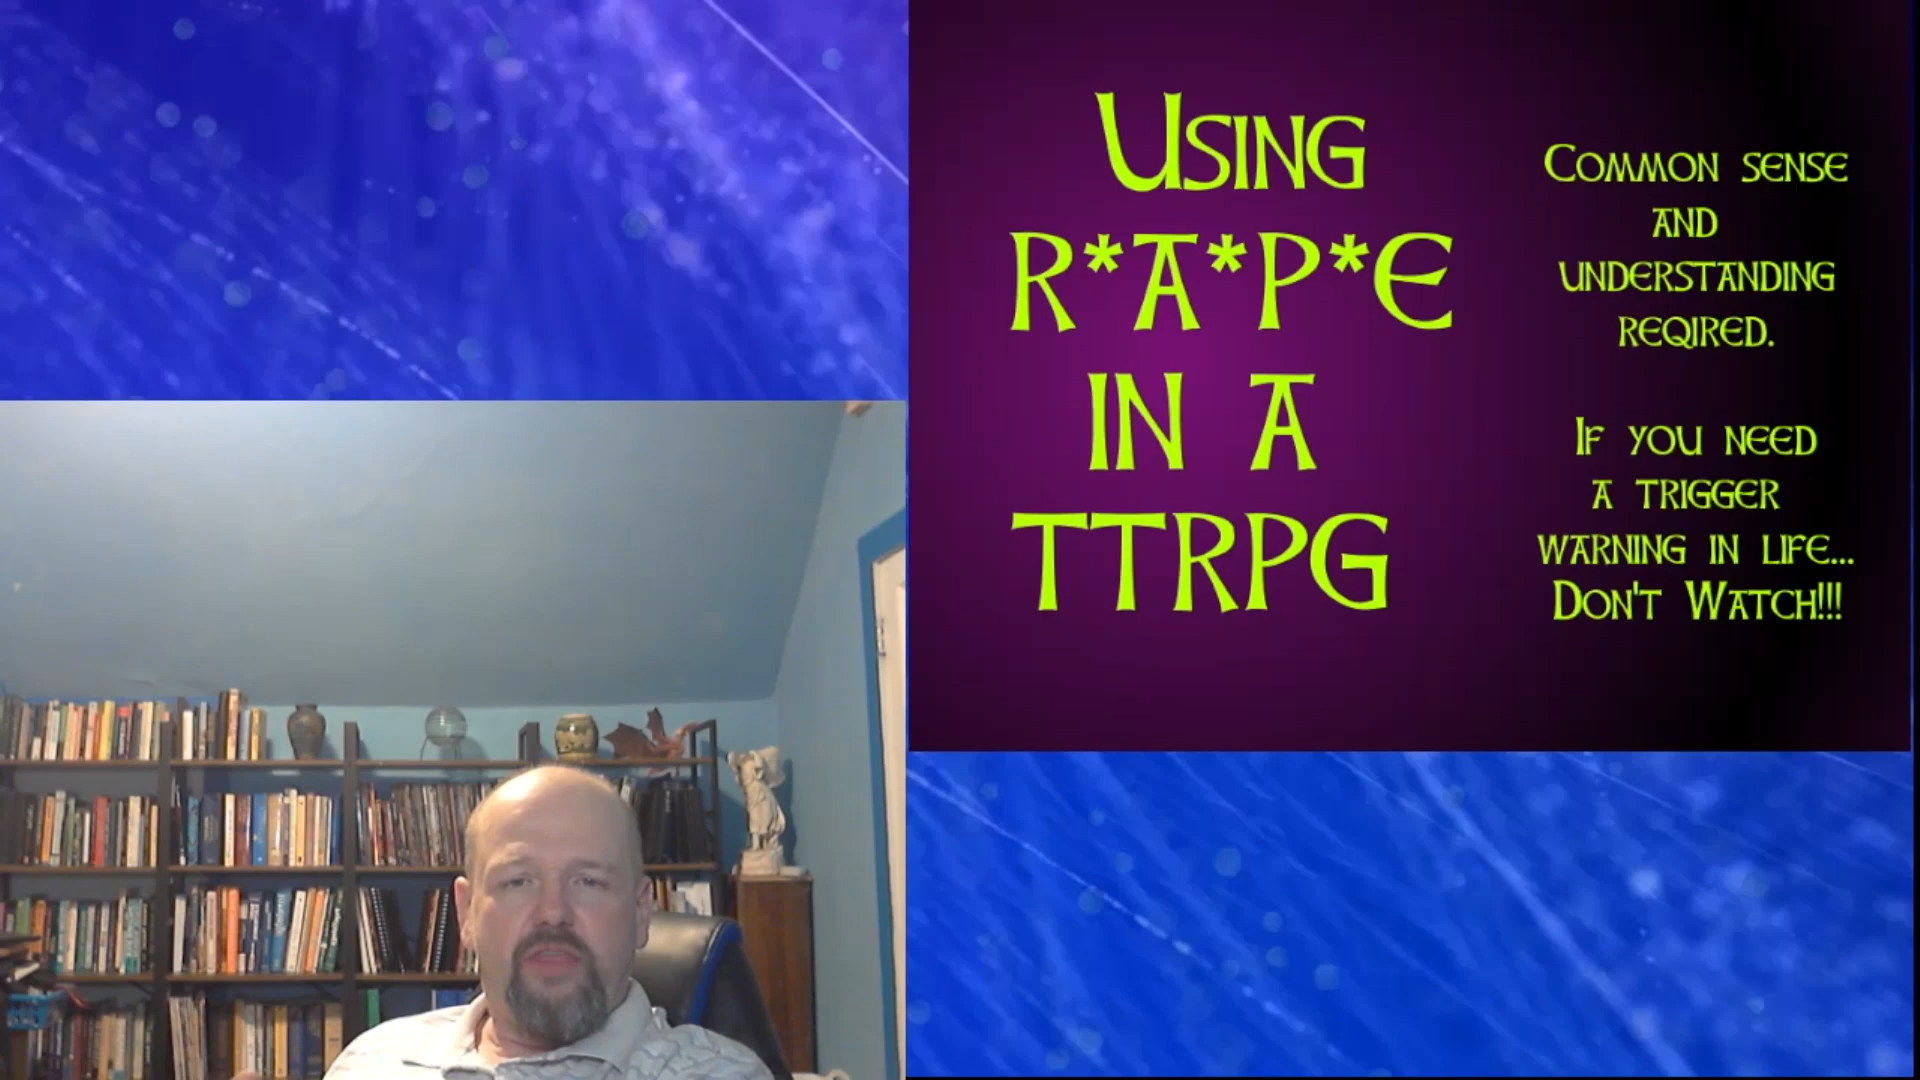 Using
R*A*P*E
in a
TTRPG
Common sense
and
understanding
reqired.
If you need
a trigger
warning in life...
Don't Watch!!!